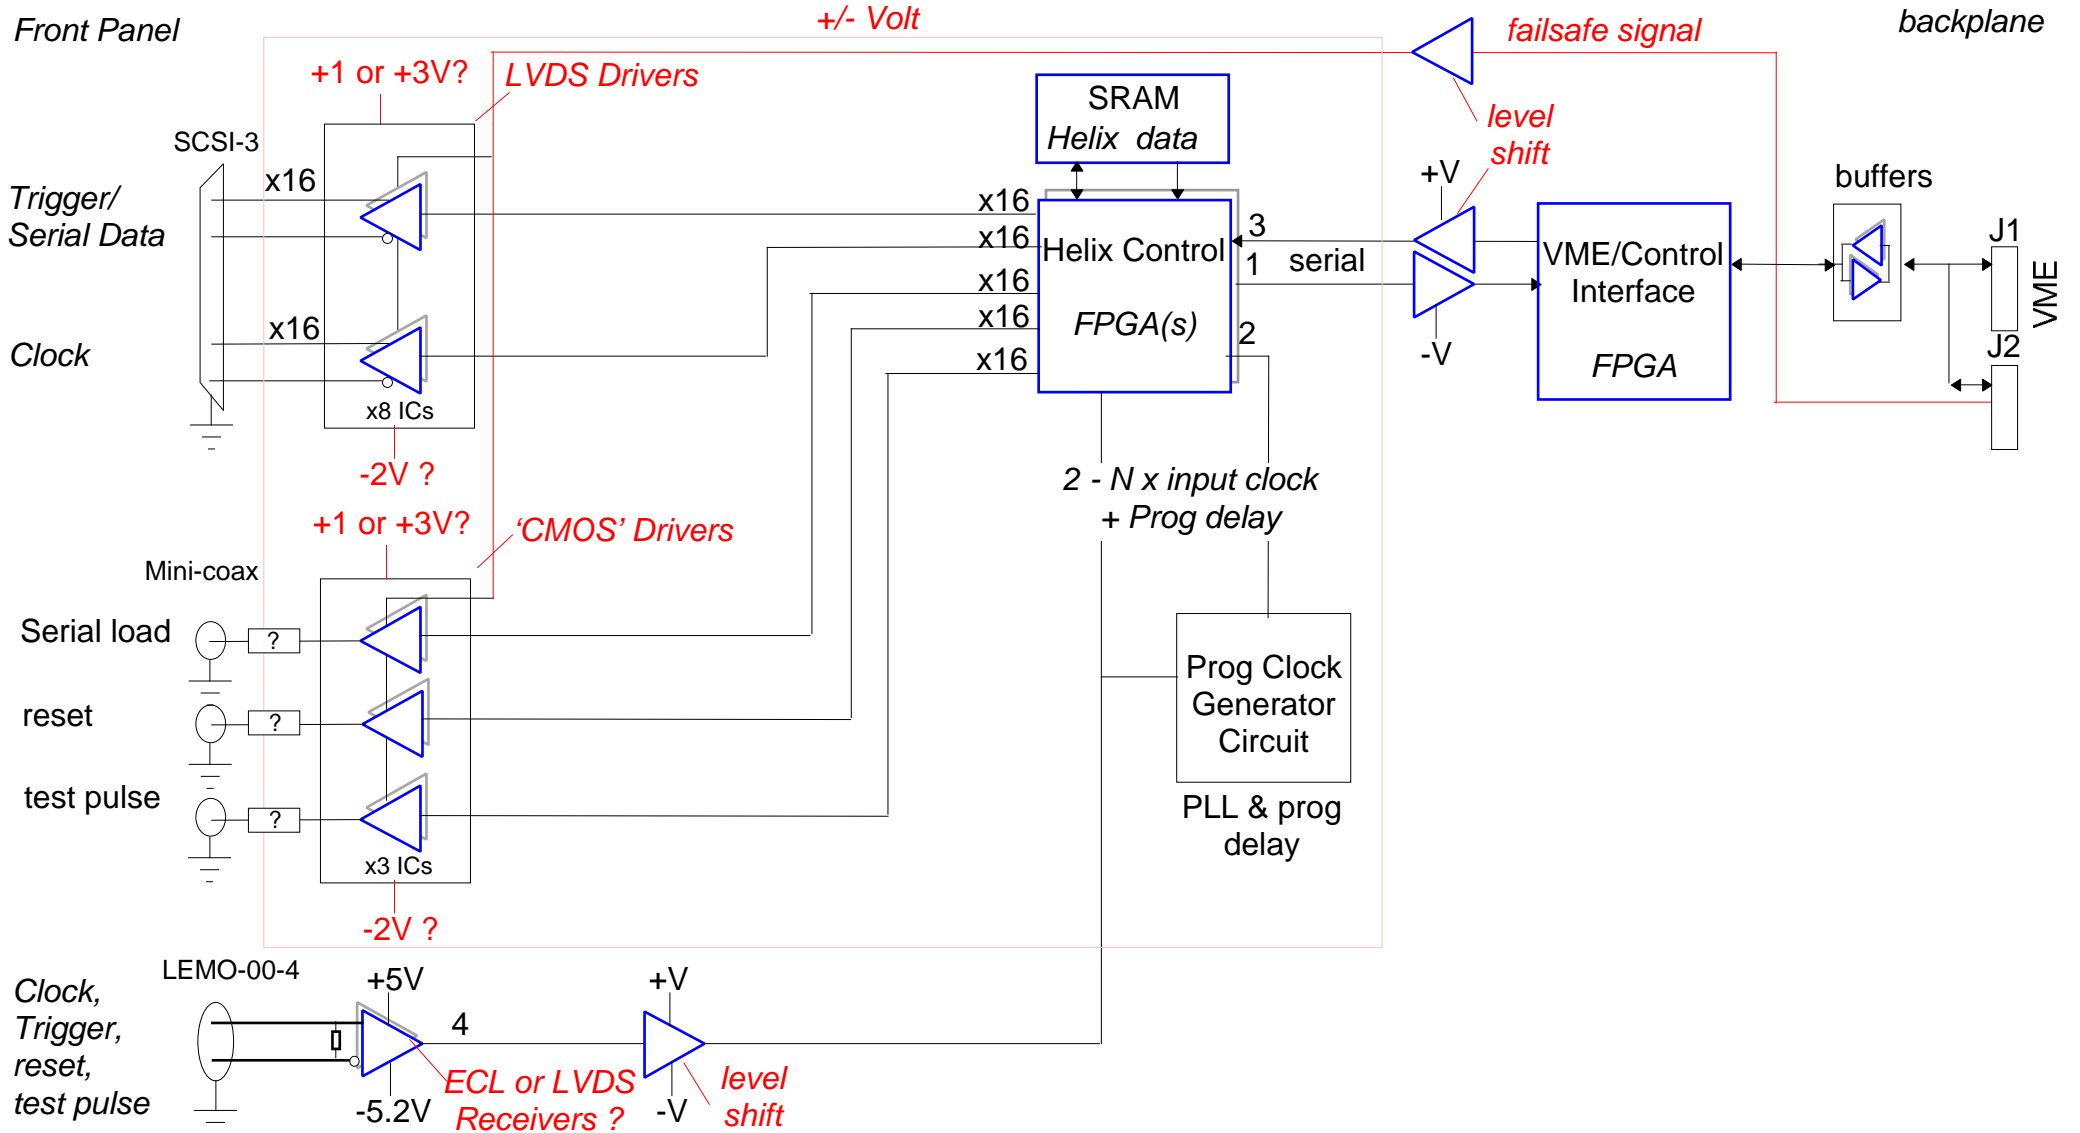 Front Panel
+/- Volt
failsafe signal
backplane
+1 or +3V?
LVDS Drivers
SRAM
Helix data
level
shift
SCSI-3
x16
Trigger/
Serial Data
x16
x16
x16
x16
x16
Helix Control
FPGA(s)
3
1
serial
2
+V
-V
VME/Control
Interface
FPGA
buffers
J1
VME
J2
x16
Clock
x8 ICs
-2V ?
2 - N x input clock
+ Prog delay
+1 or +3V?
‘CMOS’ Drivers
Mini-coax
Serial load
?
reset
?
test pulse
?
x3 ICs
-2V ?
Prog Clock
Generator
Circuit
PLL & prog
delay
LEMO-00-4
Clock,
Trigger,
reset,
test pulse
+5V
4
-5.2V
ECL or LVDS
Receivers ?
+V
-V
level
shift